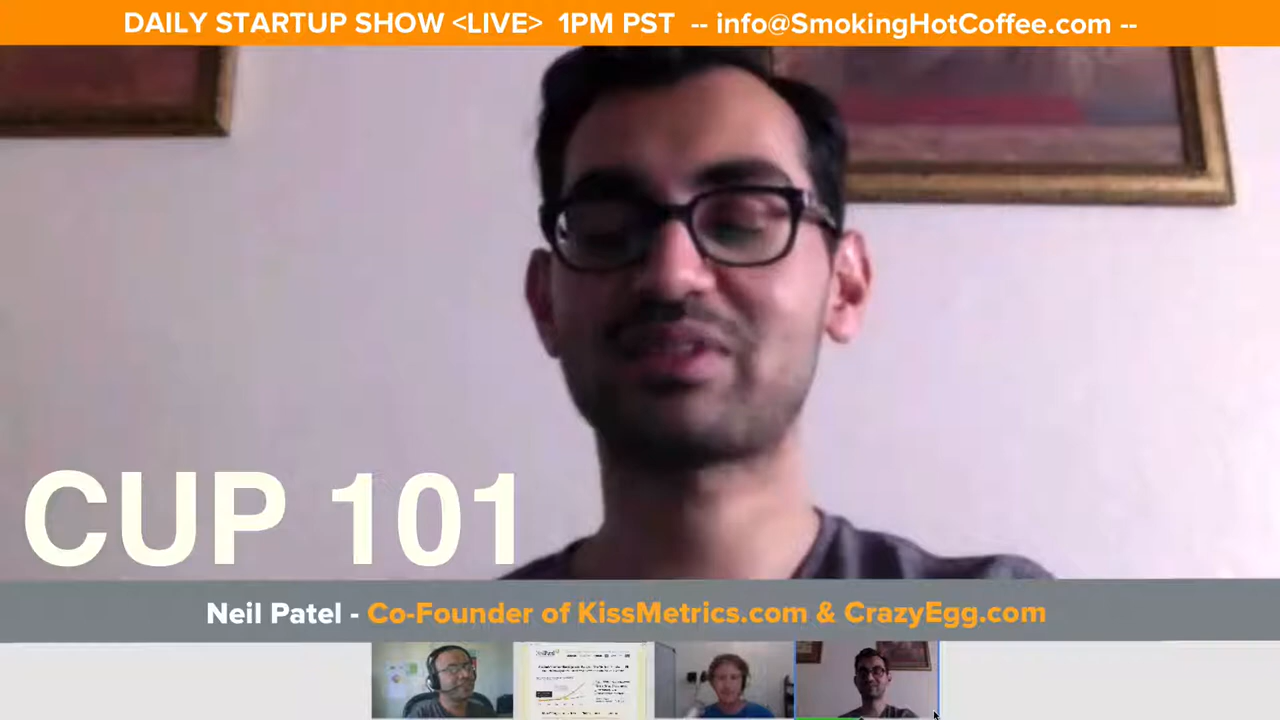 DAILY STARTUP SHOW <LIVE> 1PM PST -- info@SmokingHotCoffee.com --
CUP 101
Neil Patel - Co-Founder of KissMetrics.com & CrazyEgg.com